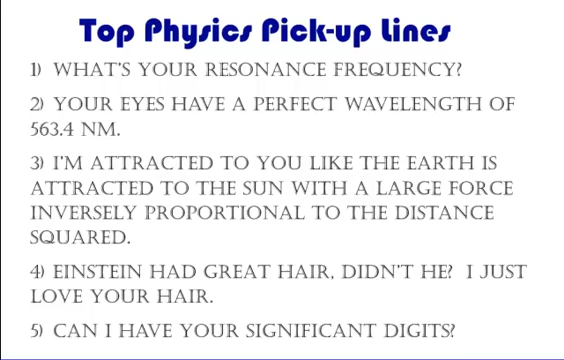 Top Physics Pick-up Lines
1) WHAT'S YOUR RESONANCE FREQUENCY?
2) YOUR EYES HAVE A PERFECT WAVELENGTH OF
563.4 NM.
3) I'M ATTRACTED TO YOU LIKE THE EARTH IS
ATTRACTED TO THE SUN WITH A LARGE FORCE
INVERSELY PROPORTIONAL TO THE DISTANCE
SQUARED.
4) EINSTEIN HAD GREAT HAIR, DIDN'T HE? I JUST
LOVE YOUR HAIR.
5) CAN I HAVE YOUR SIGNIFICANT DIGITS?